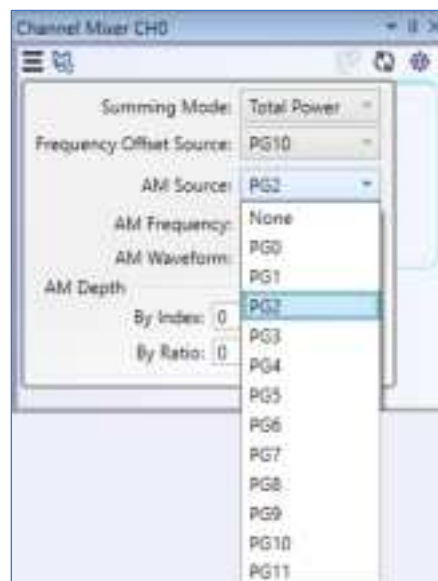 Channel Mixer CH0
Summing Mode: Total Power
Frequency Offset Source: PG10
AM Source: PG2
AM Frequency:
AM Waveform:
AM Depth
By Index: 0
By Ratio: 0
None
PG0
PG1
PG2
PG3
PG4
PG5
PG6
PG7
PG8
PG9
PG10
PG11